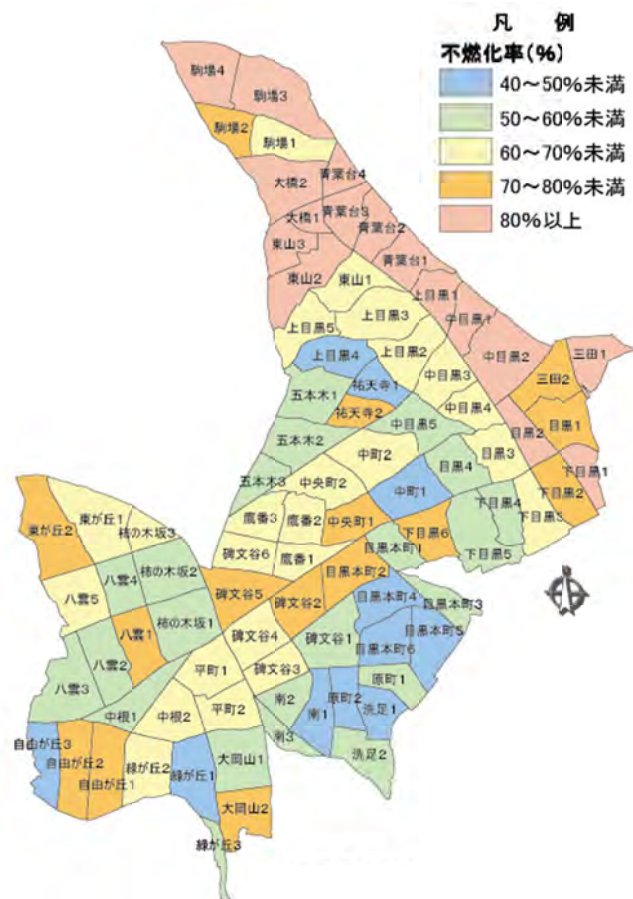 凡 例
不燃化率(%)
40～50%未満
50～60%未満
60～70%未満
70～80%未満
80%以上
駒場4
駒場3
駒場2
駒場1
大橋2
青葉台4
大橋1
青葉台3
東山3
青葉台2
青葉台1
東山2
東山1
上目黒1
上目黒3
中目黒1
上目黒5
上目黒4
上目黒2
中目黒2
三田1
三田2
祐天寺1
中目黒3
五本木1
祐天寺2
中目黒4
目黒1
中目黒5
目黒2
五本木2
中町2
目黒4
目黒3
下目黒1
五本木3
中央町2
中町1
下目黒4
下目黒2
下目黒3
鷹番3
鷹番2
中央町1
下目黒6
東が丘2
東が丘1
柿の木坂3
碑文谷6
鷹番1
目黒本町1
下目黒5
目黒本町2
八雲5
八雲4
柿の木坂2
碑文谷5
碑文谷2
目黒本町4
目黒本町3
八雲1
柿の木坂1
碑文谷4
碑文谷1
目黒本町5
目黒本町6
八雲2
平町1
碑文谷3
八雲3
原町1
南2
原町2
中根1
中根2
平町2
南1
洗足1
南3
自由が丘3
自由が丘2
自由が丘1
緑が丘2
緑が丘1
大岡山1
洗足2
大岡山2
緑が丘3